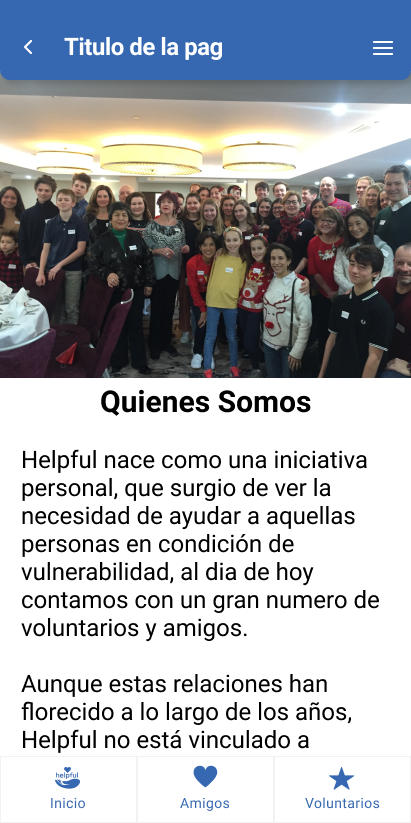 Titulo de la pag
Quienes Somos
Helpful nace como una iniciativa
personal, que surgio de ver la
necesidad de ayudar a aquellas
personas en condición de
vulnerabilidad, al dia de hoy
contamos con un gran numero de
voluntarios y amigos.
Aunque estas relaciones han
florecido a lo largo de los años,
Helpful no está vinculado a
helpful
Inicio
Amigos
Voluntarios